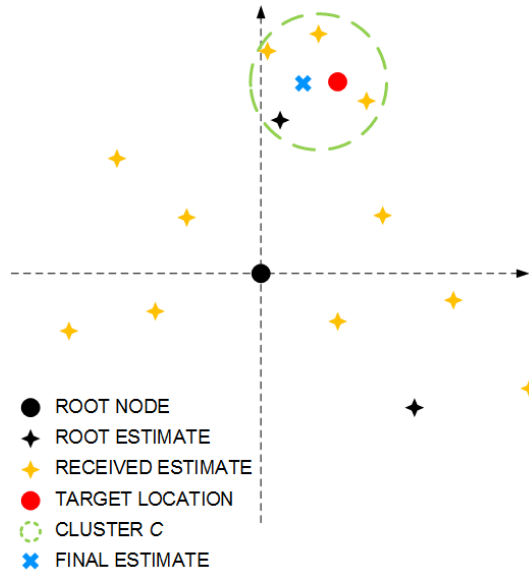 ROOT NODE
ROOT ESTIMATE
RECEIVED ESTIMATE
TARGET LOCATION
CLUSTER C
FINAL ESTIMATE